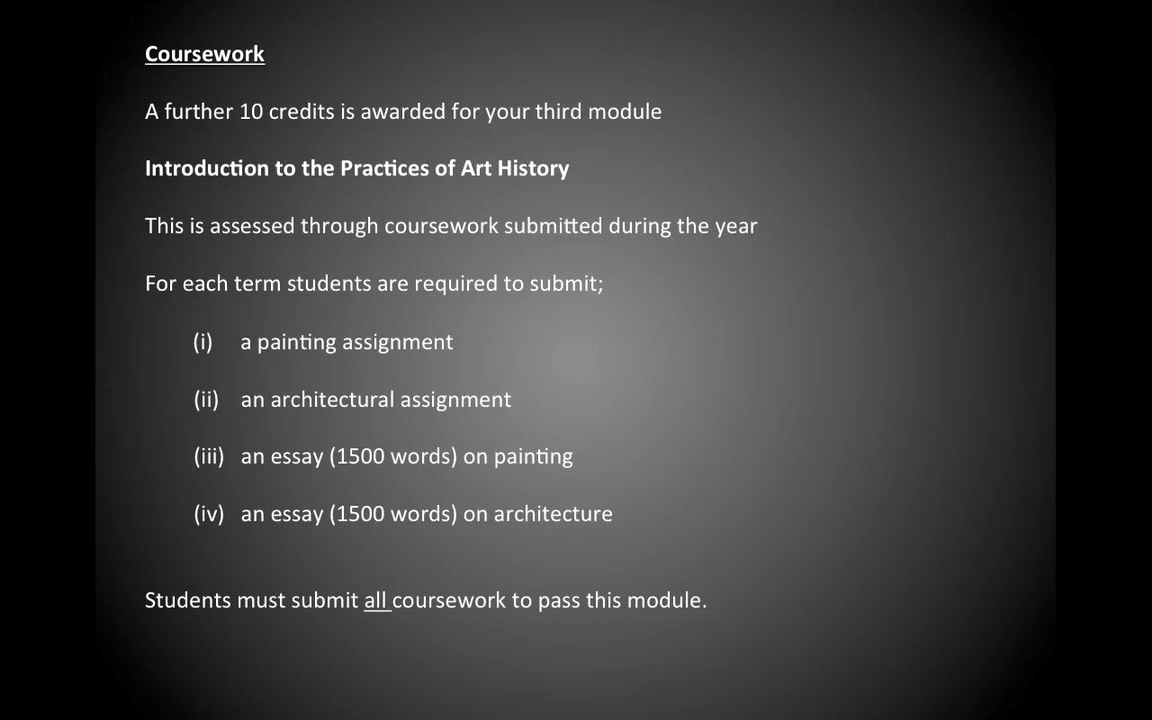 Coursework
A further 10 credits is awarded for your third module
Introduction to the Practices of Art History
This is assessed through coursework submitted during the year
For each term students are required to submit;
(i) a painting assignment
(ii) an architectural assignment
(iii) an essay (1500 words) on painting
(iv) an essay (1500 words) on architecture
Students must submit all coursework to pass this module.